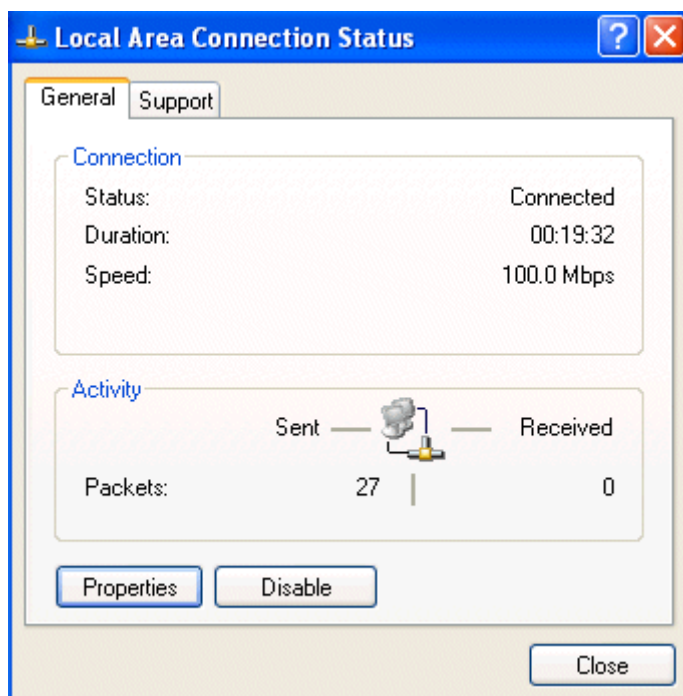 Local Area Connection Status
General Support
Connection
Status: Connected
Duration: 00:19:32
Speed: 100.0 Mbps
Activity
Sent Received
Packets: 27 0
Properties Disable
Close